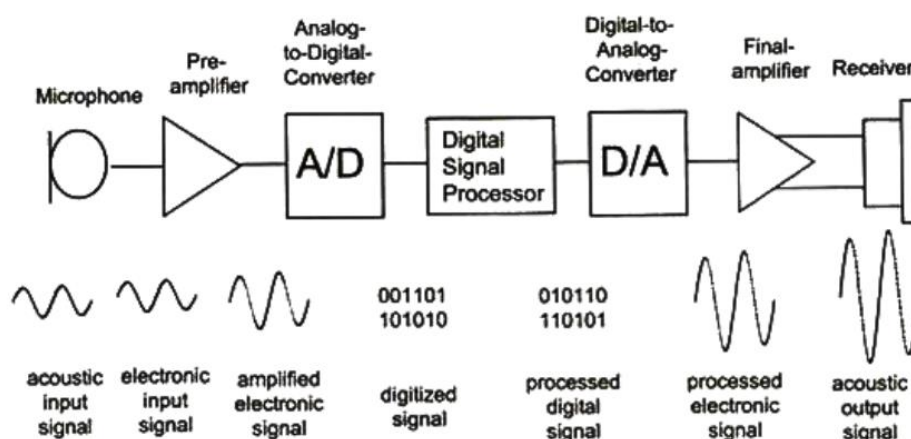 Microphone
Pre-
amplifier
Analog-
to-Digital-
Converter
Digital-to-
Analog-
Converter
Final-
amplifier
Receiver
A/D
Digital
Signal
Processor
D/A
001101
101010
010110
110101
acoustic
input
signal
electronic
input
signal
amplified
electronic
signal
digitized
signal
processed
digital
signal
processed
electronic
signal
acoustic
output
signal